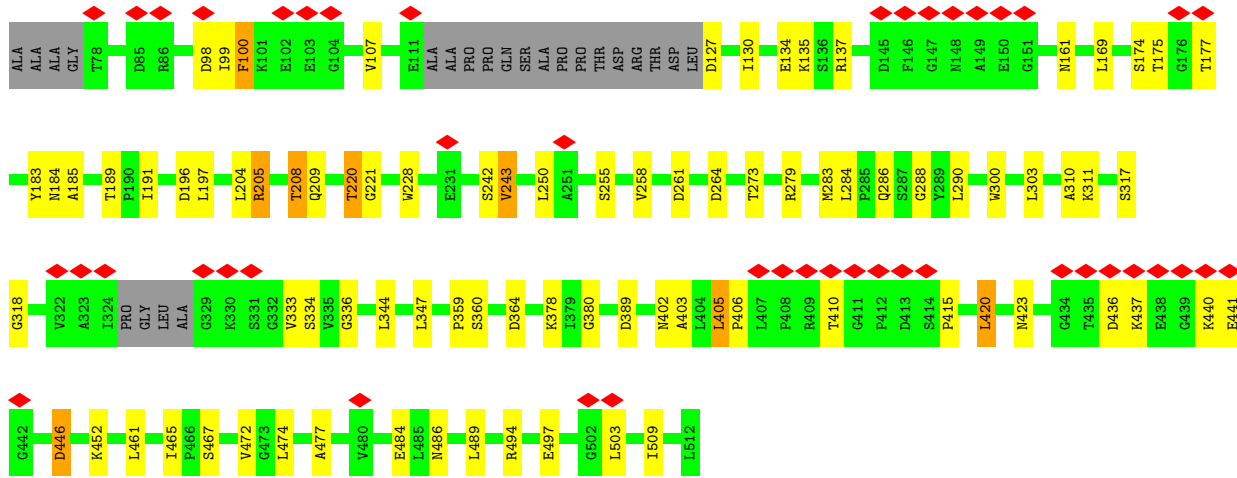 ALA ALA ALA GLY T78 D85 R86 D98 I99 F100 K101 E102 E103 G104 V107 E111 ALA ALA PRO PRO GLN SER ALA PRO PRO THR ASP ARG THR ASP LEU D127 I130 E134 K135 S136 R137 D145 F146 G147 N148 A149 E150 G151 N161 L169 S174 T175 G176 T177
Y183 N184 A185 T189 P190 I191 D196 L197 L204 R205 T208 Q209 T220 G221 W228 E231 S242 V243 L250 A251 S255 V258 D261 D264 T273 R279 M283 L284 P285 Q286 S287 G288 Y289 L290 W300 L303 A310 K311 S317
G318 V322 A323 I324 PRO GLY LEU ALA G329 K330 S331 G332 V333 S334 V335 G336 L344 L347 P359 S360 D364 K378 I379 G380 D389 N402 A403 L404 L405 P406 L407 P408 R409 T410 G411 P412 D413 S414 P415 L420 N423 G434 T435 D436 K437 E438 G439 K440 E441
G442 D446 K452 L461 I465 P466 S467 V472 G473 L474 A477 V480 E484 L485 N486 L489 R494 E497 G502 L503 I509 L512